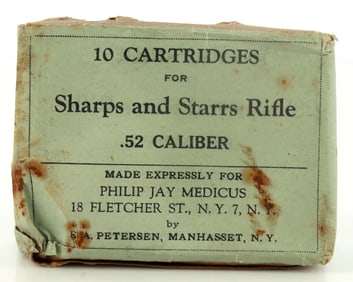 10 CARTRIDGES
FOR
Sharps and Starrs Rifle
.52 CALIBER
MADE EXPRESSLY FOR
PHILIP JAY MEDICUS
18 FLETCHER ST., N. Y. 7, N. Y.
by
S. A. PETERSEN, MANHASSET, N. Y.